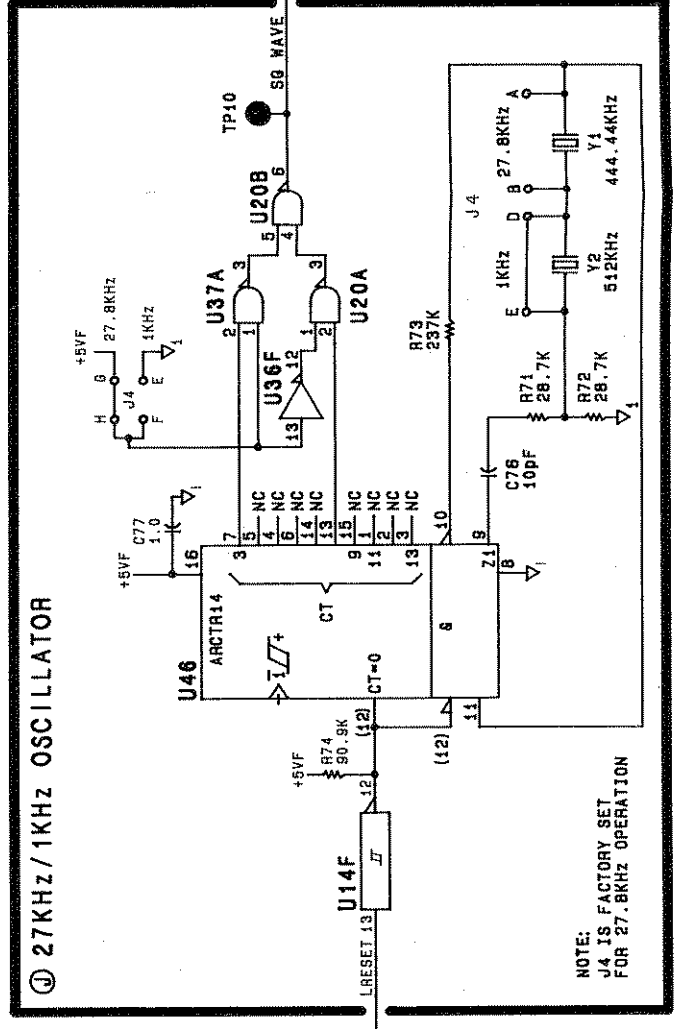 J 27KHz/1KHz OSCILLATOR
+5VF
C77
1.0
16
U46
ARCTR14
CT
CT=0
&
Z1
3
9
11
13
7
5 NC
4 NC
6 NC
14 NC
13
15 NC
1 NC
2 NC
3 NC
10
9
8
11
(12)
(12)
+5VF
R74
90.9K
12
U14F
LRESET 13
+5VF
27.8KHz
1KHz
H
G
J4
F
E
U36F
13
12
U37A
2
1
3
U20A
1
2
3
U20B
5
4
6
TP10
SQ WAVE
R73
237K
C76
10pF
R71
28.7K
R72
28.7K
1
J4
E
1KHz
D
B
27.8KHz
A
Y2
512KHz
Y1
444.44KHz
NOTE:
J4 IS FACTORY SET
FOR 27.8KHz OPERATION